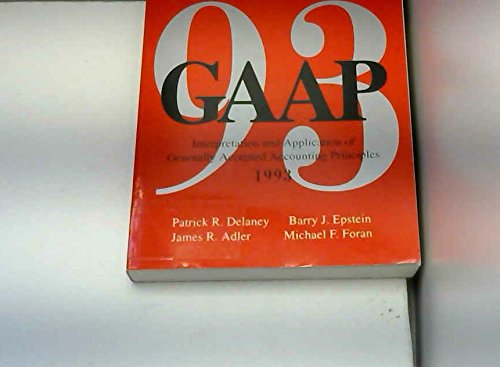 93
GAAP
Interpretation and Application of
Generally Accepted Accounting Principles
1993
Patrick R. Delaney Barry J. Epstein
James R. Adler Michael F. Foran